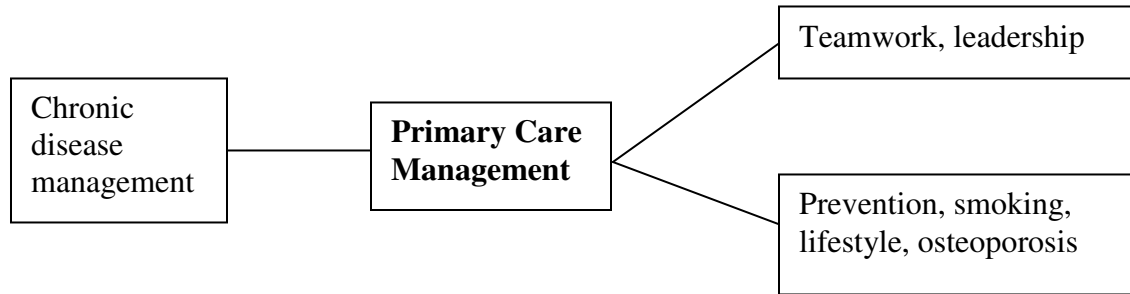 Chronic
disease
management
Primary Care
Management
Teamwork, leadership
Prevention, smoking,
lifestyle, osteoporosis